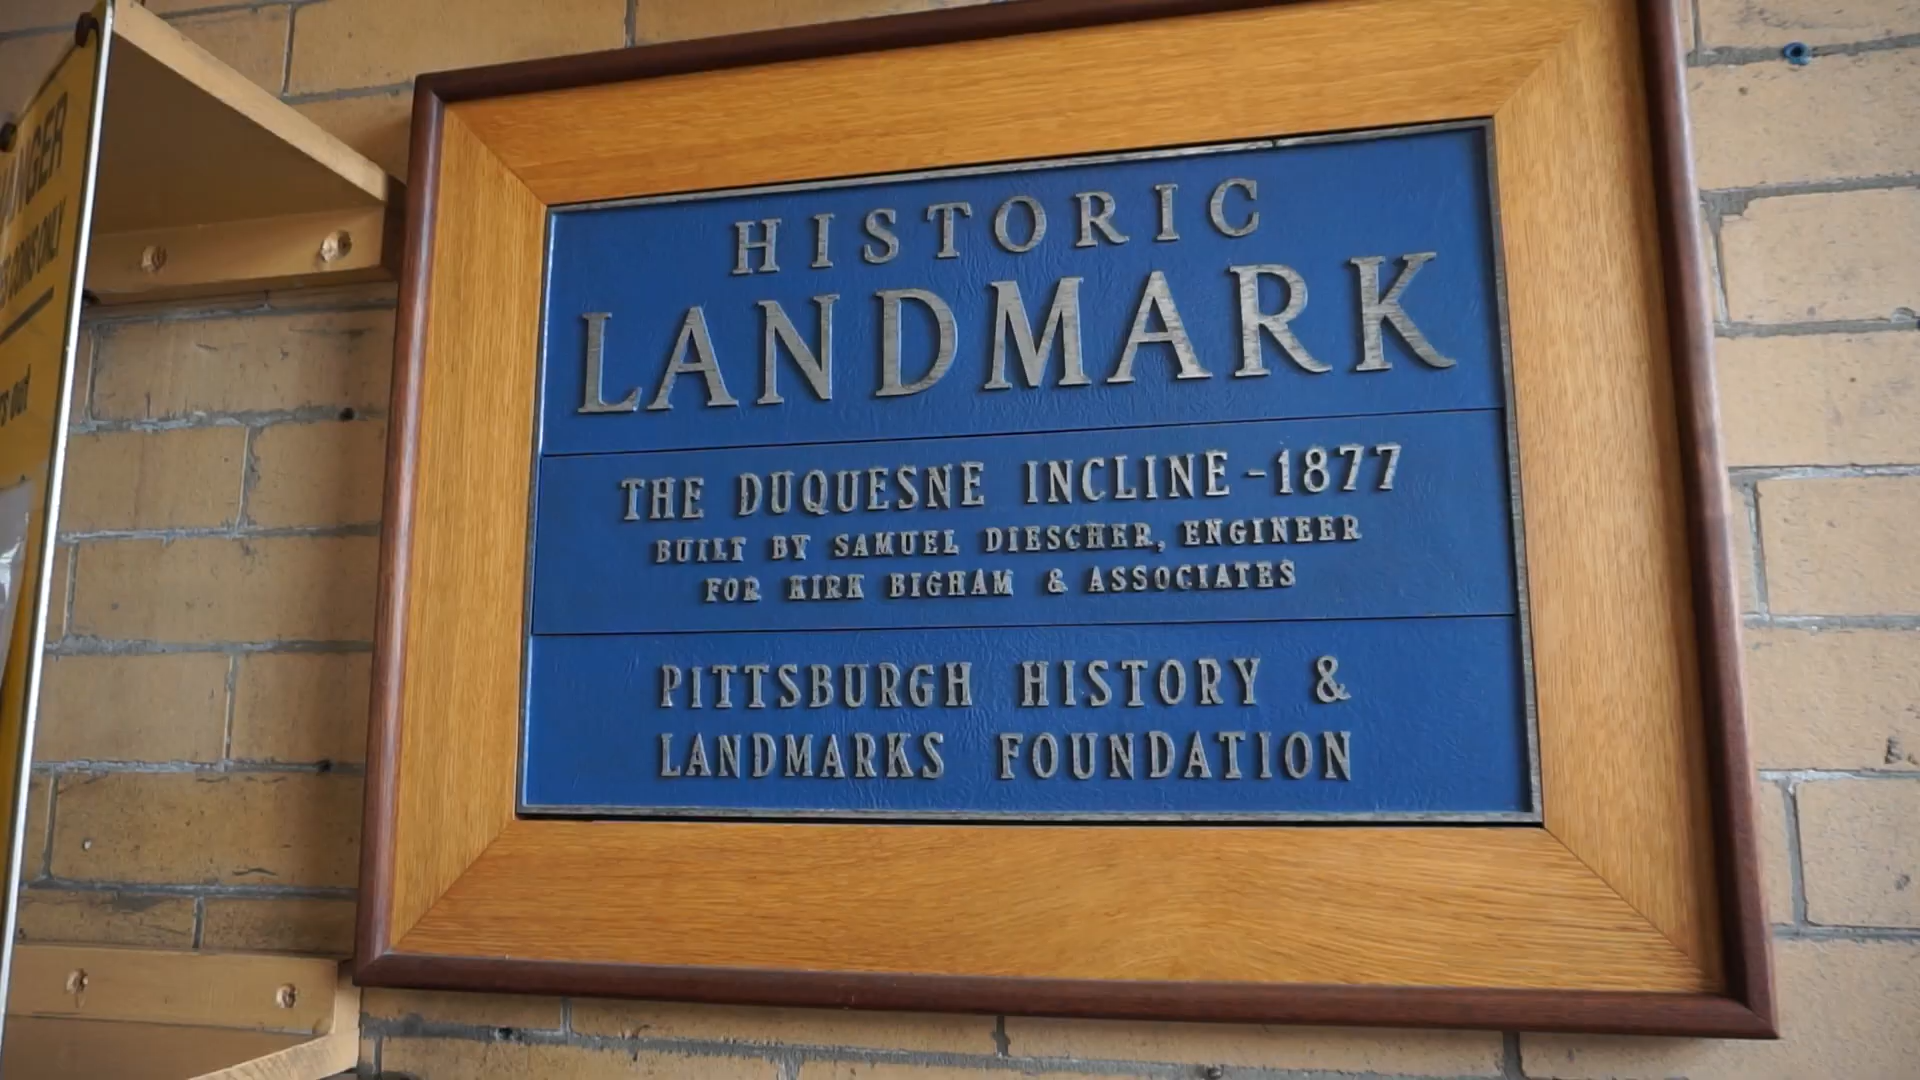 HISTORIC
LANDMARK
THE DUQUESNE INCLINE - 1877
BUILT BY SAMUEL DIESCHER, ENGINEER
FOR KIRK BIGHAM & ASSOCIATES
PITTSBURGH HISTORY &
LANDMARKS FOUNDATION
ONLY